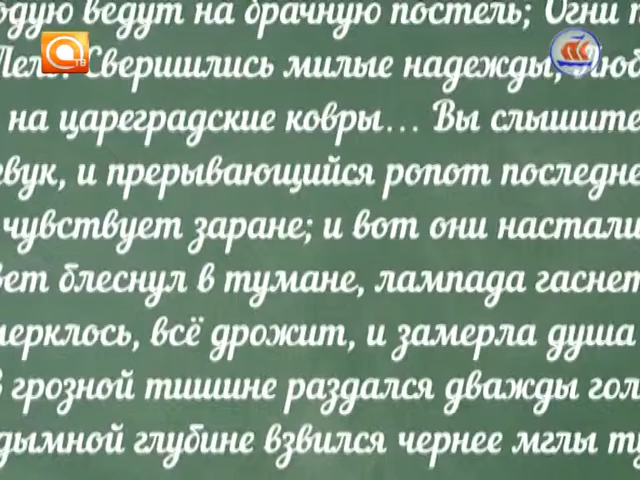 одую ведут на брачную постель; Огни п
Лель. Свершились милые надежды, Люб
на цареградские ковры… Вы слышите
звук, и прерывающийся ропот последне
чувствует заране; и вот они настали
вет блеснул в тумане, лампада гаснет
мерклось, всё дрожит, и замерла душа
в грозной тишине раздался дважды гол
дымной глубине взвился чернее мглы ту